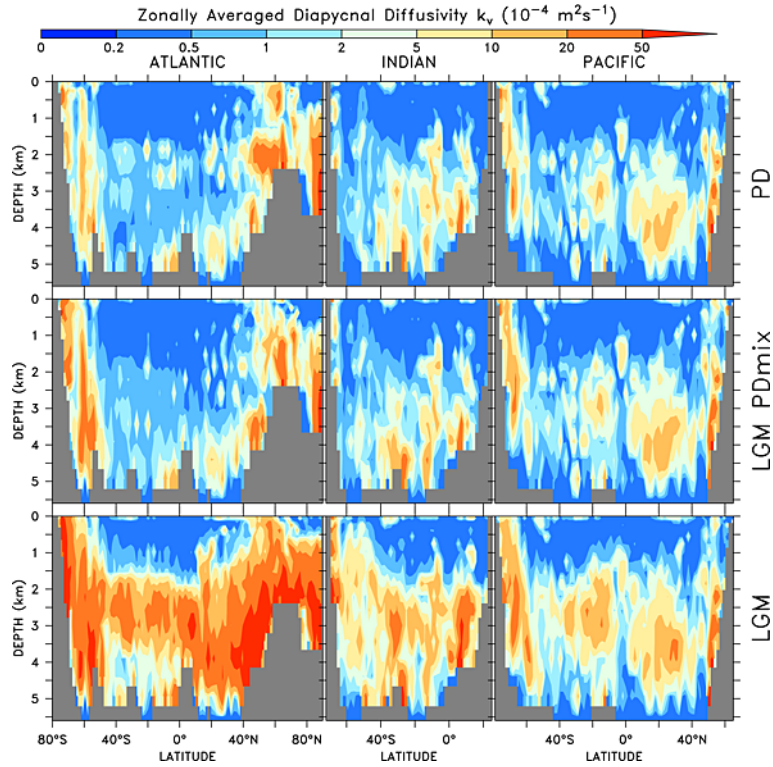 Zonally Averaged Diapycnal Diffusivity kᵥ (10⁻⁴ m²s⁻¹)
0 0.2 0.5 1 2 5 10 20 50
ATLANTIC INDIAN PACIFIC
0
1
2
3
4
5
DEPTH (km)
PD
0
1
2
3
4
5
DEPTH (km)
LGM PDmix
0
1
2
3
4
5
DEPTH (km)
LGM
80°S 40°S 0° 40°N 80°N 40°S 0° 40°S 0° 40°N
LATITUDE LATITUDE LATITUDE